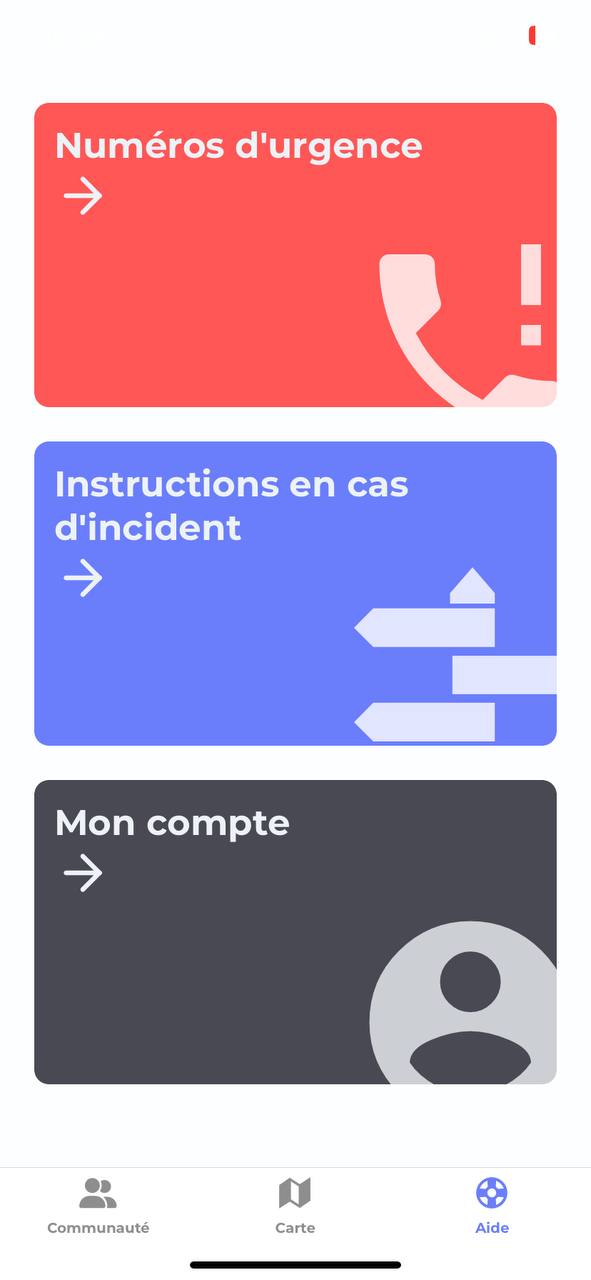 Numéros d'urgence
Instructions en cas
d'incident
Mon compte
Communauté
Carte
Aide